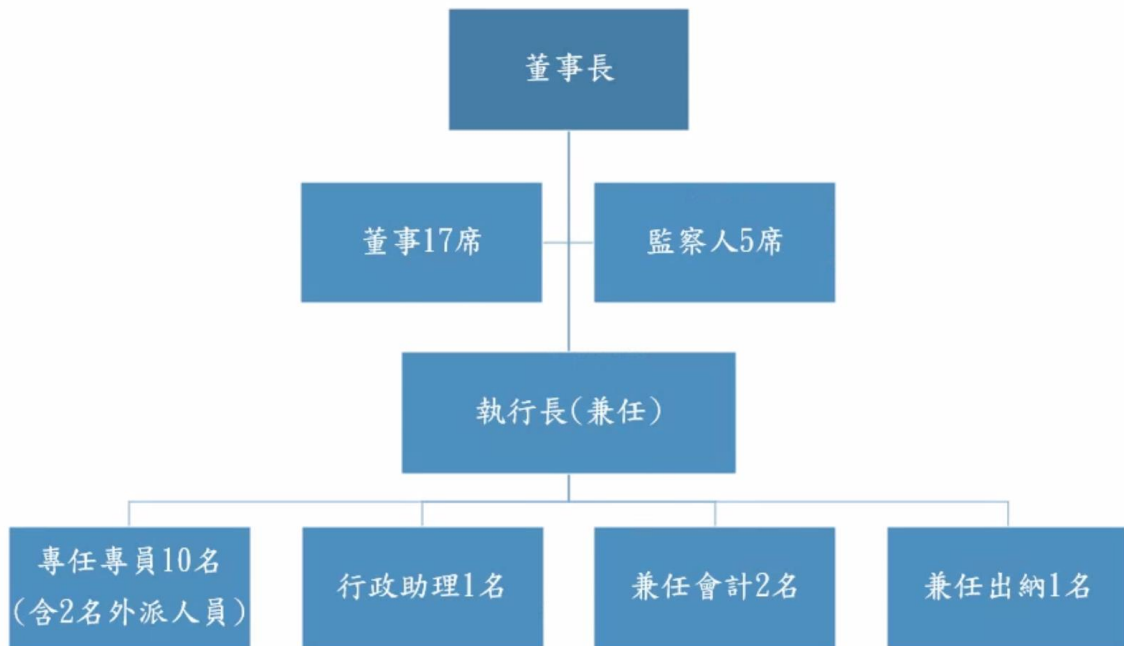 董事長
董事17席
監察人5席
執行長(兼任)
專任專員10名
(含2名外派人員)
行政助理1名
兼任會計2名
兼任出納1名